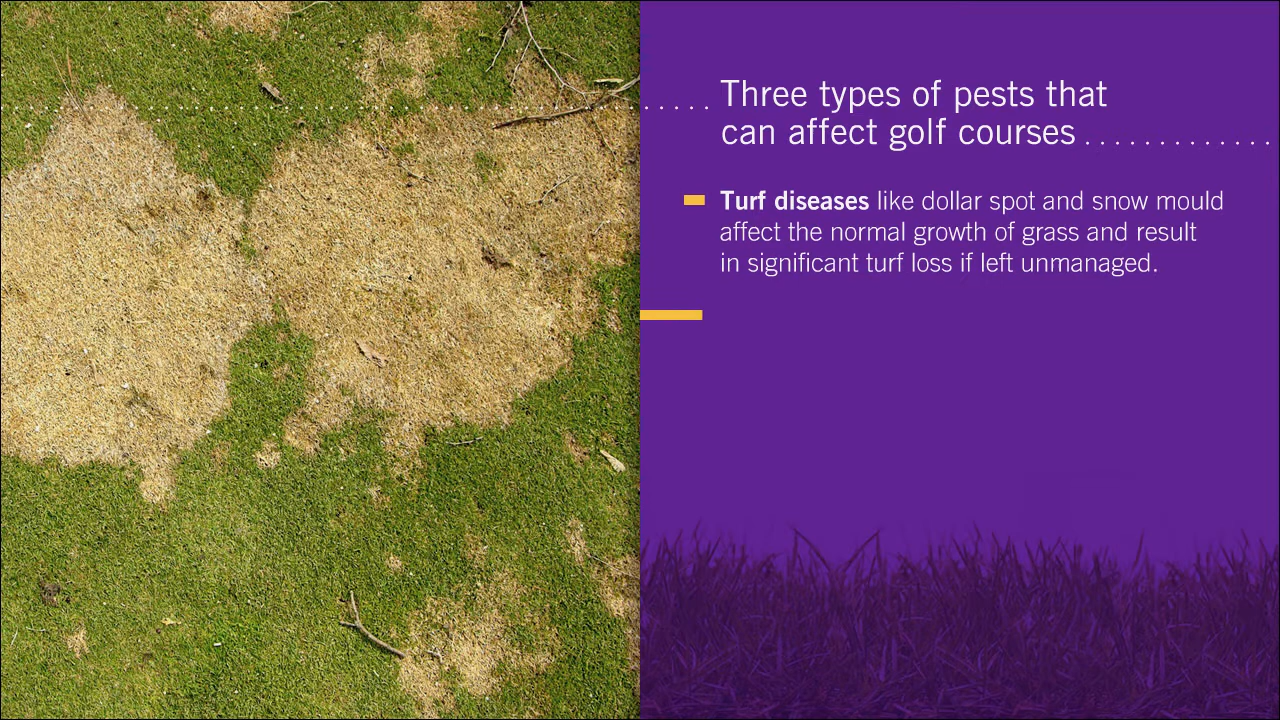 Three types of pests that
can affect golf courses
Turf diseases like dollar spot and snow mould
affect the normal growth of grass and result
in significant turf loss if left unmanaged.